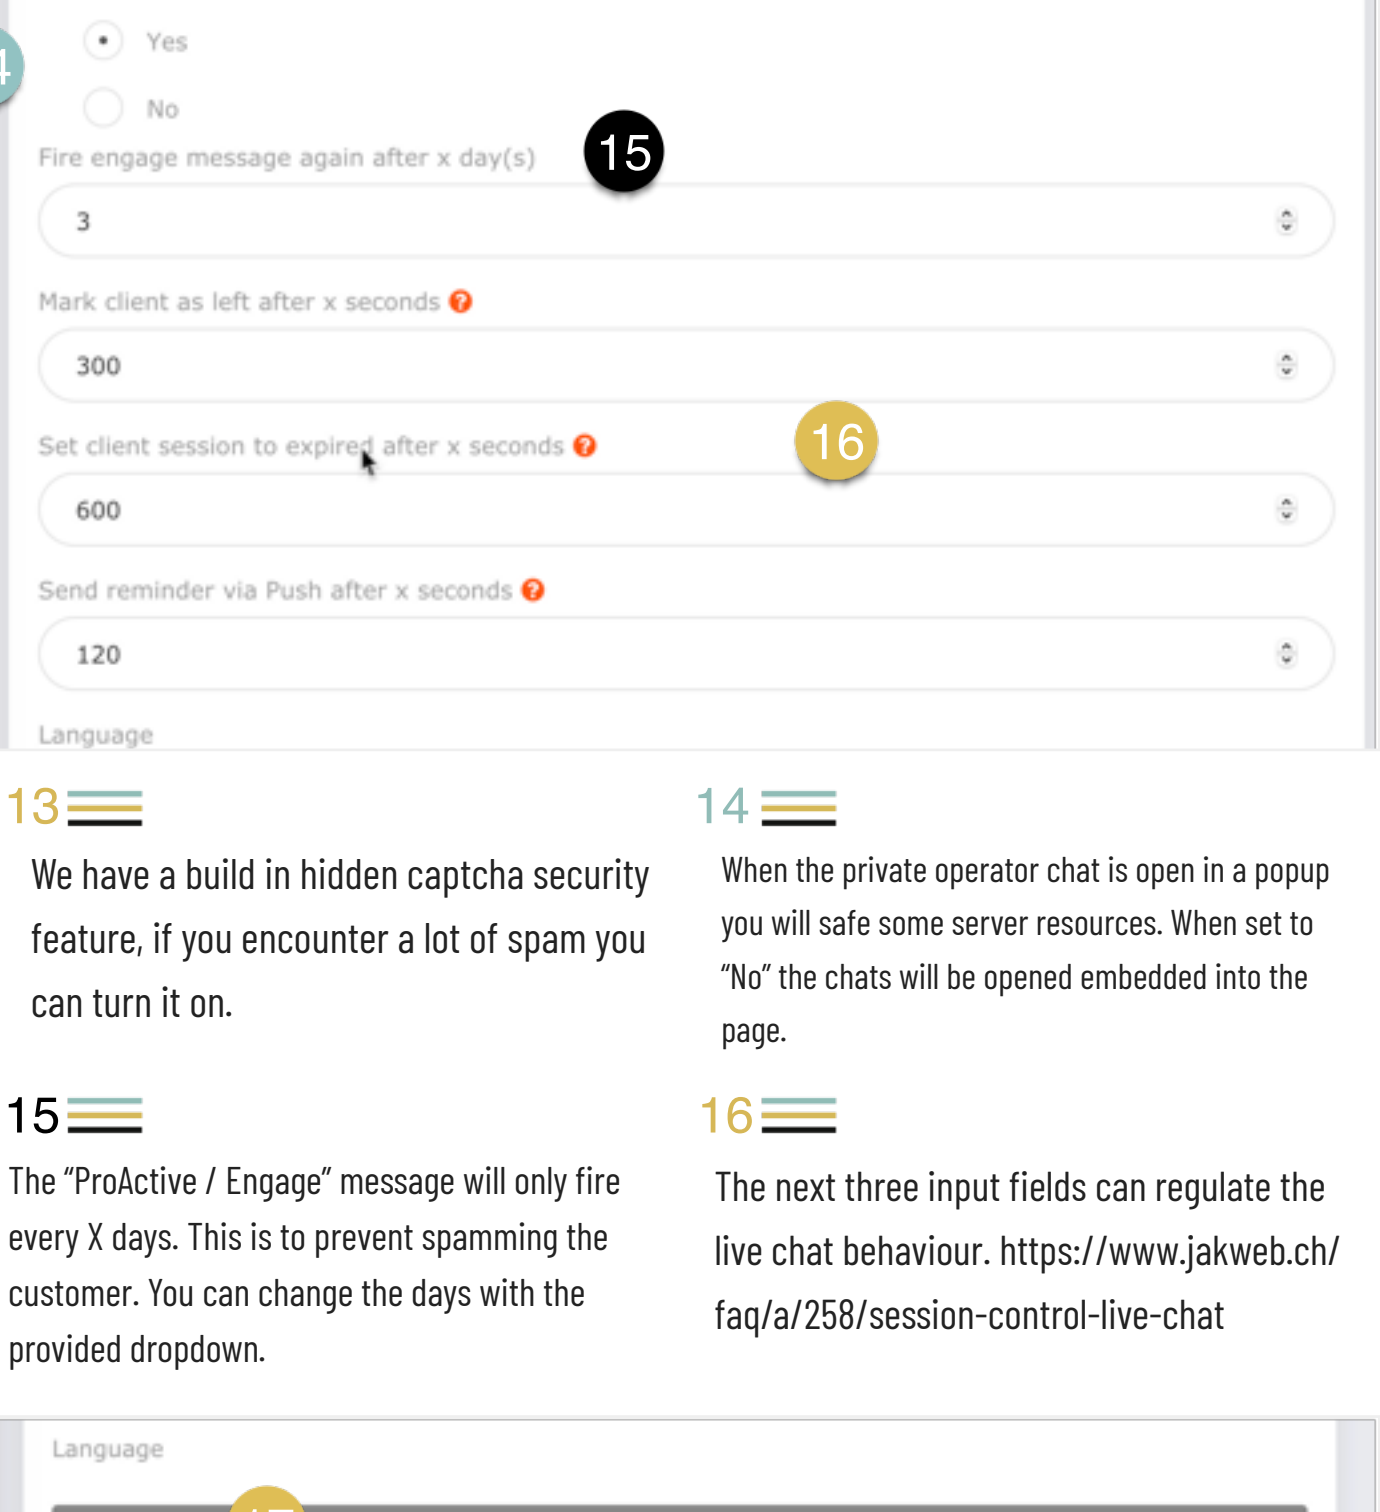 Yes
4
No
Fire engage message again after x day(s)
15
3
Mark client as left after x seconds ?
300
Set client session to expired after x seconds ?
16
600
Send reminder via Push after x seconds ?
120
Language
13
We have a build in hidden captcha security
feature, if you encounter a lot of spam you
can turn it on.
14
When the private operator chat is open in a popup
you will safe some server resources. When set to
“No” the chats will be opened embedded into the
page.
15
The “ProActive / Engage” message will only fire
every X days. This is to prevent spamming the
customer. You can change the days with the
provided dropdown.
16
The next three input fields can regulate the
live chat behaviour. https://www.jakweb.ch/
faq/a/258/session-control-live-chat
Language